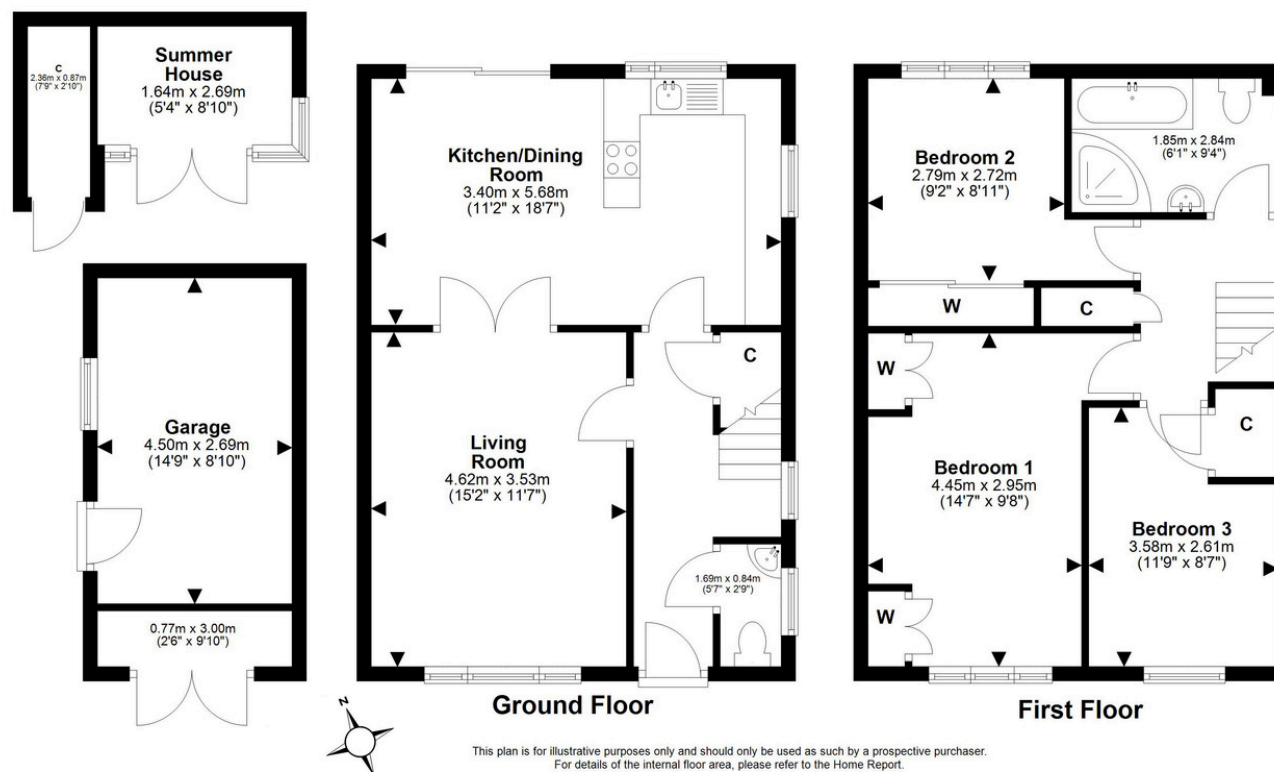 C
2.36m x 0.87m
(7'9" x 2'10")
Summer
House
1.64m x 2.69m
(5'4" x 8'10")
Garage
4.50m x 2.69m
(14'9" x 8'10")
0.77m x 3.00m
(2'6" x 9'10")
Kitchen/Dining
Room
3.40m x 5.68m
(11'2" x 18'7")
C
Living
Room
4.62m x 3.53m
(15'2" x 11'7")
1.69m x 0.84m
(5'7" x 2'9")
Ground Floor
Bedroom 2
2.79m x 2.72m
(9'2" x 8'11")
1.85m x 2.84m
(6'1" x 9'4")
W
C
W
Bedroom 1
4.45m x 2.95m
(14'7" x 9'8")
C
Bedroom 3
3.58m x 2.61m
(11'9" x 8'7")
W
First Floor
N
This plan is for illustrative purposes only and should only be used as such by a prospective purchaser.
For details of the internal floor area, please refer to the Home Report.